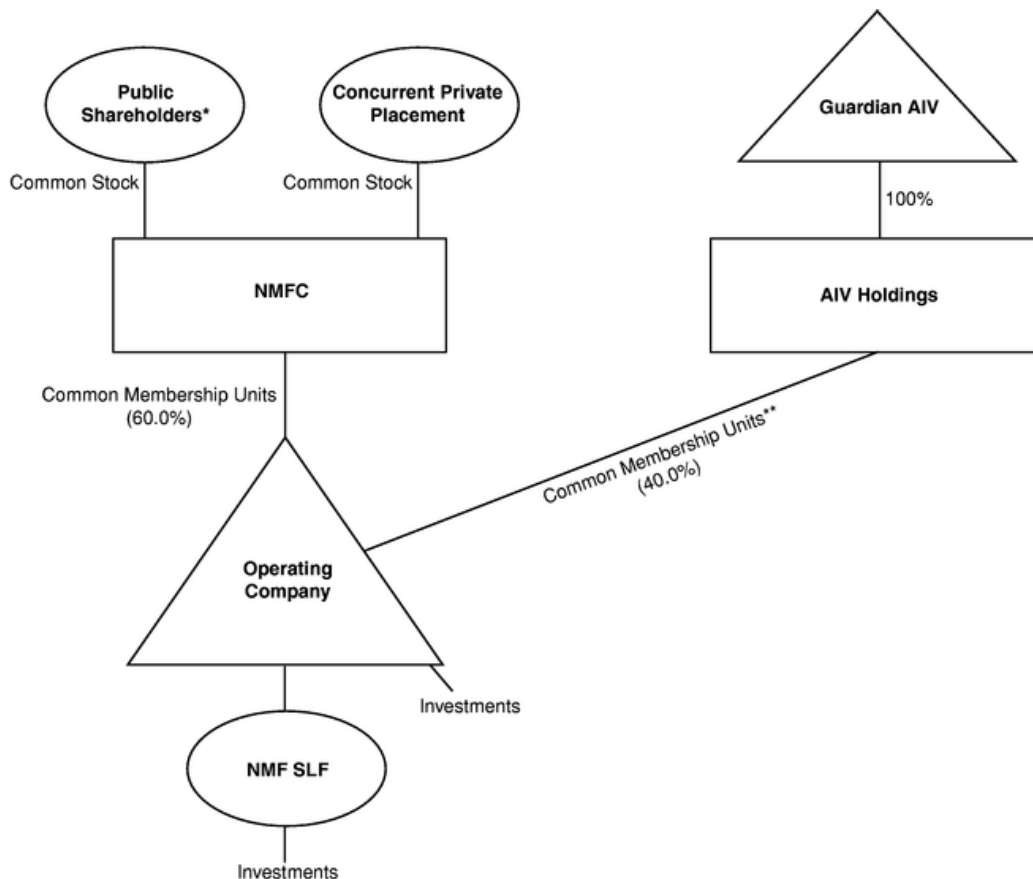 Public
Shareholders*
Concurrent Private
Placement
Guardian AIV
Common Stock
Common Stock
100%
NMFC
AIV Holdings
Common Membership Units
(60.0%)
Common Membership Units**
(40.0%)
Operating
Company
Investments
NMF SLF
Investments